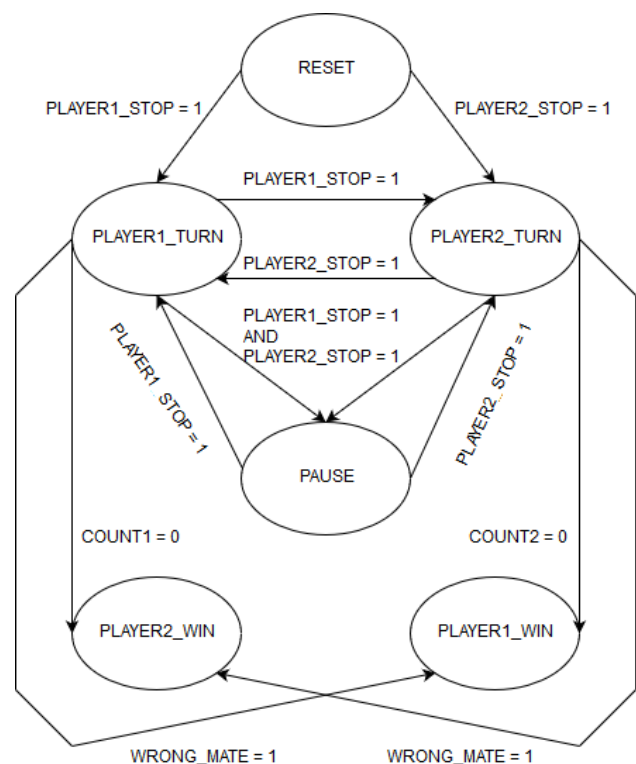 RESET
PLAYER1_STOP = 1
PLAYER2_STOP = 1
PLAYER1_STOP = 1
PLAYER1_TURN
PLAYER2_TURN
PLAYER2_STOP = 1
PLAYER1_STOP = 1
AND
PLAYER2_STOP = 1
PLAYER1_STOP = 1
PLAYER2_STOP = 1
PAUSE
COUNT1 = 0
COUNT2 = 0
PLAYER2_WIN
PLAYER1_WIN
WRONG_MATE = 1
WRONG_MATE = 1